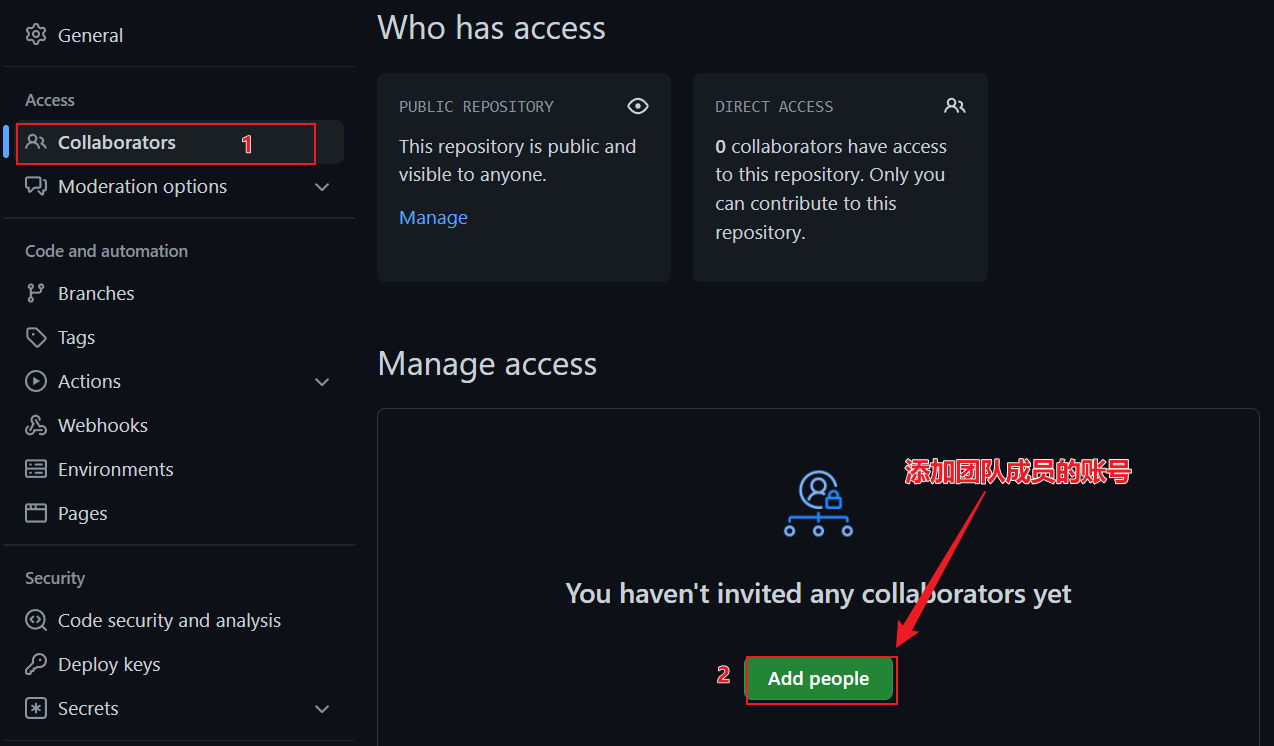 General
Access
Collaborators 1
Moderation options
Code and automation
Branches
Tags
Actions
Webhooks
Environments
Pages
Security
Code security and analysis
Deploy keys
Secrets
Who has access
PUBLIC REPOSITORY
This repository is public and
visible to anyone.
Manage
DIRECT ACCESS
0 collaborators have access
to this repository. Only you
can contribute to this
repository.
Manage access
添加团队成员的账号
You haven't invited any collaborators yet
2 Add people